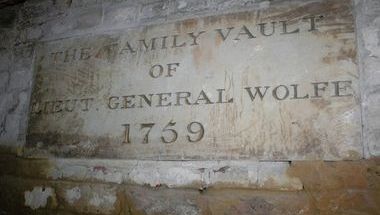 THE FAMILY VAULT
OF
LIEUT. GENERAL WOLFE
1759